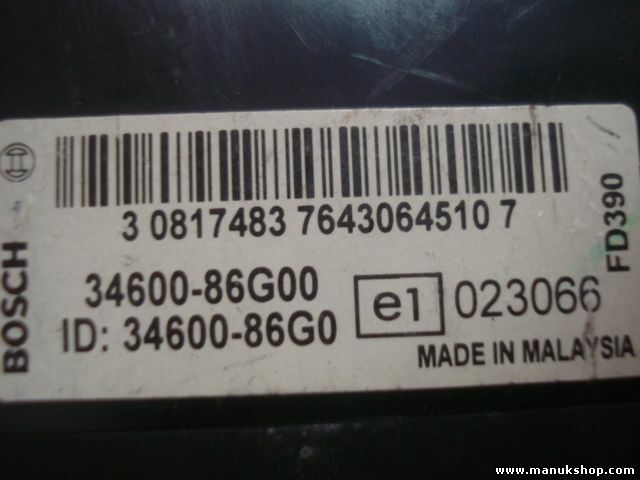 BOSCH
3 0817483 7643064510 7
34600-86G00
ID: 34600-86G0
e1 023066
MADE IN MALAYSIA
FD390
www.manukshop.com